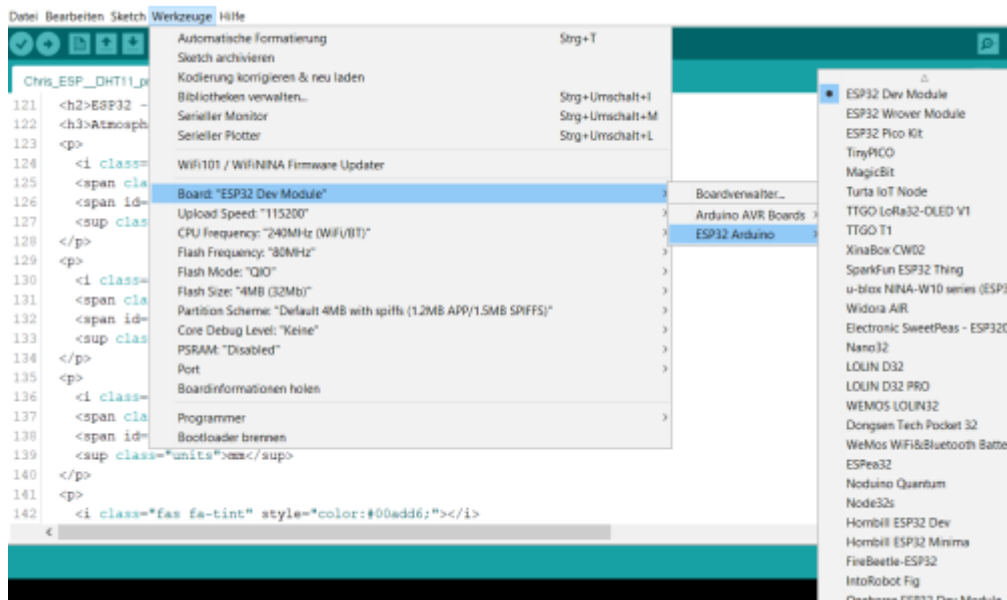 Datei Bearbeiten Sketch Werkzeuge Hilfe
Chris_ESP__DHT11_p
Automatische Formatierung Strg+T
Sketch archivieren
Kodierung korrigieren & neu laden
Bibliotheken verwalten... Strg+Umschalt+I
Serieller Monitor Strg+Umschalt+M
Serieller Plotter Strg+Umschalt+L
WiFi101 / WiFiNINA Firmware Updater
Board: "ESP32 Dev Module"
Upload Speed: "115200"
CPU Frequency: "240MHz (WiFi/BT)"
Flash Frequency: "80MHz"
Flash Mode: "QIO"
Flash Size: "4MB (32Mb)"
Partition Scheme: "Default 4MB with spiffs (1.2MB APP/1.5MB SPIFFS)"
Core Debug Level: "Keine"
PSRAM: "Disabled"
Port
Boardinformationen holen
Programmer
Bootloader brennen
Boardverwalter...
Arduino AVR Boards
ESP32 Arduino
ESP32 Dev Module
ESP32 Wrover Module
ESP32 Pico Kit
TinyPICO
MagicBit
Turta IoT Node
TTGO LoRa32-OLED V1
TTGO T1
XinaBox CW02
SparkFun ESP32 Thing
u-blox NINA-W10 series (ESP3
Widora AIR
Electronic SweetPeas - ESP320
Nano32
LOLIN D32
LOLIN D32 PRO
WEMOS LOLIN32
Dongsen Tech Pocket 32
WeMos WiFi&Bluetooth Batte
ESPea32
Noduino Quantum
Node32s
Hornbill ESP32 Dev
Hornbill ESP32 Minima
FireBeetle-ESP32
IntoRobot Fig
121 <h2>ESP32 -
122 <h3>Atmosph
123 <p>
124 <i class=
125 <span cla
126 <span id=
127 <sup clas
128 </p>
129 <p>
130 <i class=
131 <span cla
132 <span id=
133 <sup clas
134 </p>
135 <p>
136 <i class=
137 <span cla
138 <span id=
139 <sup class="units">mm</sup>
140 </p>
141 <p>
142 <i class="fas fa-tint" style="color:#00add6;"></i>